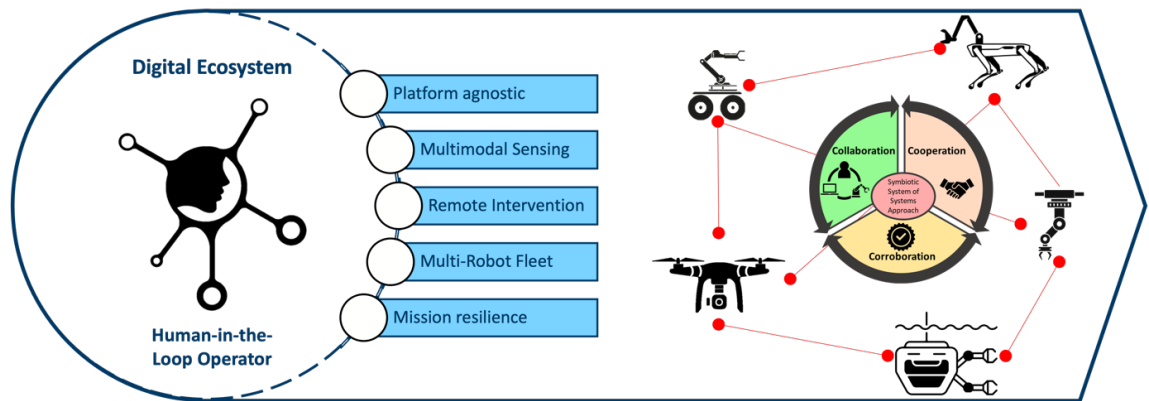 Digital Ecosystem
Human-in-the-
Loop Operator
Platform agnostic
Multimodal Sensing
Remote Intervention
Multi-Robot Fleet
Mission resilience
Collaboration
Cooperation
Symbiotic
System of
Systems
Approach
Corroboration